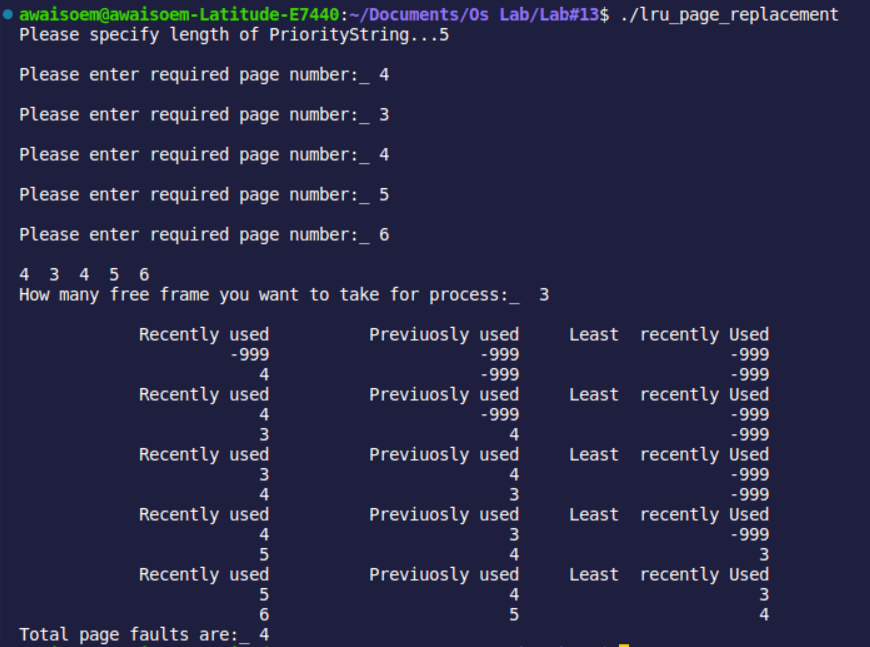 awaisoem@awaisoem-Latitude-E7440:~/Documents/Os Lab/Lab#13$ ./lru_page_replacement
Please specify length of PriorityString...5
Please enter required page number:_ 4
Please enter required page number:_ 3
Please enter required page number:_ 4
Please enter required page number:_ 5
Please enter required page number:_ 6
4  3  4  5  6
How many free frame you want to take for process:_  3
Recently used          Previuosly used     Least  recently Used
-999                     -999                     -999
4                     -999                     -999
Recently used          Previuosly used     Least  recently Used
4                     -999                     -999
3                        4                     -999
Recently used          Previuosly used     Least  recently Used
3                        4                     -999
4                        3                     -999
Recently used          Previuosly used     Least  recently Used
4                        3                     -999
5                        4                        3
Recently used          Previuosly used     Least  recently Used
5                        4                        3
6                        5                        4
Total page faults are:_ 4